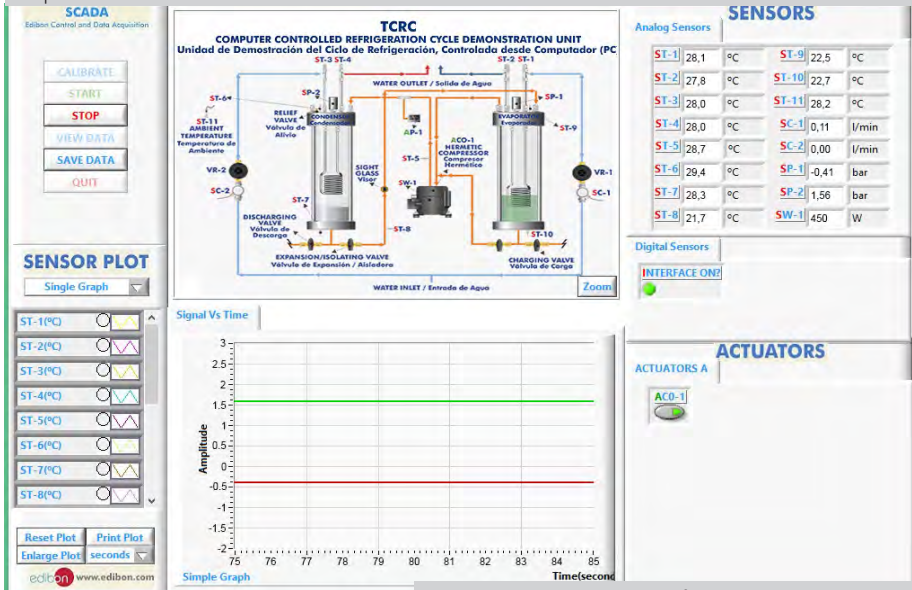 SCADA
Edibon Control and Data Acquisition
CALIBRATE
START
STOP
VIEW DATA
SAVE DATA
QUIT
SENSOR PLOT
Single Graph
ST-1(ºC)
ST-2(ºC)
ST-3(ºC)
ST-4(ºC)
ST-5(ºC)
ST-6(ºC)
ST-7(ºC)
ST-8(ºC)
Reset Plot
Print Plot
Enlarge Plot
seconds
edibon www.edibon.com
TCRC
COMPUTER CONTROLLED REFRIGERATION CYCLE DEMONSTRATION UNIT
Unidad de Demostración del Ciclo de Refrigeración, Controlada desde Computador (PC
ST-3 ST-4
ST-2 ST-1
WATER OUTLET / Salida de Agua
ST-6
SP-2
SP-1
RELIEF
VALVE
Válvula de
Alivio
CONDENSER
Condensador
EVAPORATOR
Evaporador
ST-11
AMBIENT
TEMPERATURE
Temperatura de
Ambiente
AP-1
ST-9
ACO-1
HERMETIC
COMPRESSOR
Compresor
Hermético
ST-5
SIGHT
GLASS
Visor
VR-2
VR-1
SW-1
SC-2
SC-1
ST-7
DISCHARGING
VALVE
Válvula de
Descarga
ST-8
ST-10
EXPANSION/ISOLATING VALVE
Válvula de Expansión / Aisladora
CHARGING VALVE
Válvula de Carga
WATER INLET / Entrada de Agua
Zoom
Signal Vs Time
Amplitude
3
2.5
2
1.5
1
0.5
0
-0.5
-1
-1.5
-2
75 76 77 78 79 80 81 82 83 84 85
Simple Graph
Time(second
SENSORS
Analog Sensors
ST-1 28,1 ºC ST-9 22,5 ºC
ST-2 27,8 ºC ST-10 22,7 ºC
ST-3 28,0 ºC ST-11 28,2 ºC
ST-4 28,0 ºC SC-1 0,11 l/min
ST-5 28,7 ºC SC-2 0,00 l/min
ST-6 29,4 ºC SP-1 -0,41 bar
ST-7 28,3 ºC SP-2 1,56 bar
ST-8 21,7 ºC SW-1 450 W
Digital Sensors
INTERFACE ON?
ACTUATORS
ACTUATORS A
AC0-1